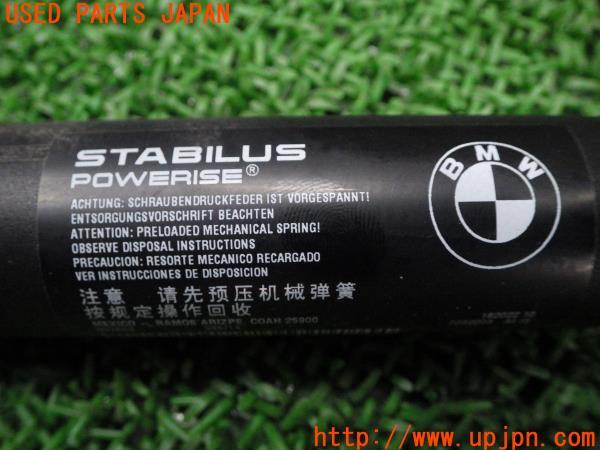 USED PARTS JAPAN
STABILUS
POWERISE®
ACHTUNG: SCHRAUBENDRUCKFEDER IST VORGESPANNT!
ENTSORGUNGSVORSCHRIFT BEACHTEN
ATTENTION: PRELOADED MECHANICAL SPRING!
OBSERVE DISPOSAL INSTRUCTIONS
PRECAUCION: RESORTE MECANICO RECARGADO
VER INSTRUCCIONES DE DISPOSICION
注意 请先预压机械弹簧
按规定操作回收
MEXICO -, RAMOS ARIZPE, COAH 25900
BMW
http://www.upjpn.com/